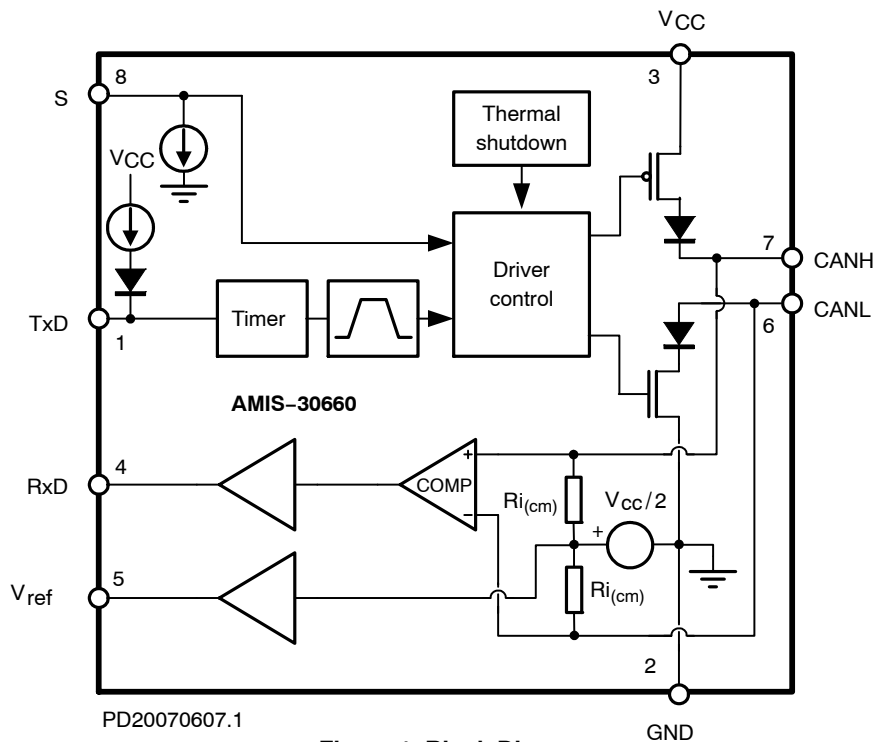 VCC
3
8
S
Thermal
shutdown
VCC
7
CANH
Driver
control
CANL
6
TxD
1
Timer
AMIS−30660
4
RxD
+
COMP
−
Ri(cm)
VCC/2
+
5
Vref
Ri(cm)
2
PD20070607.1
GND